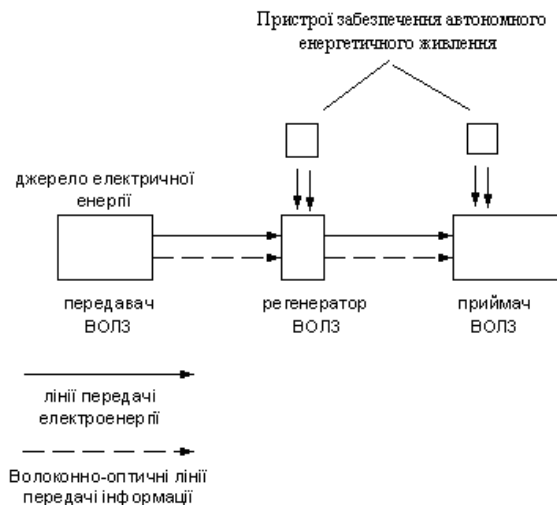 Пристрої забезпечення автономного
енергетичного живлення
джерело електричної
енергії
передавач
ВОЛЗ
регенератор
ВОЛЗ
приймач
ВОЛЗ
лінії передачі
електроенергії
Волоконно-оптичні лінії
передачі інформації